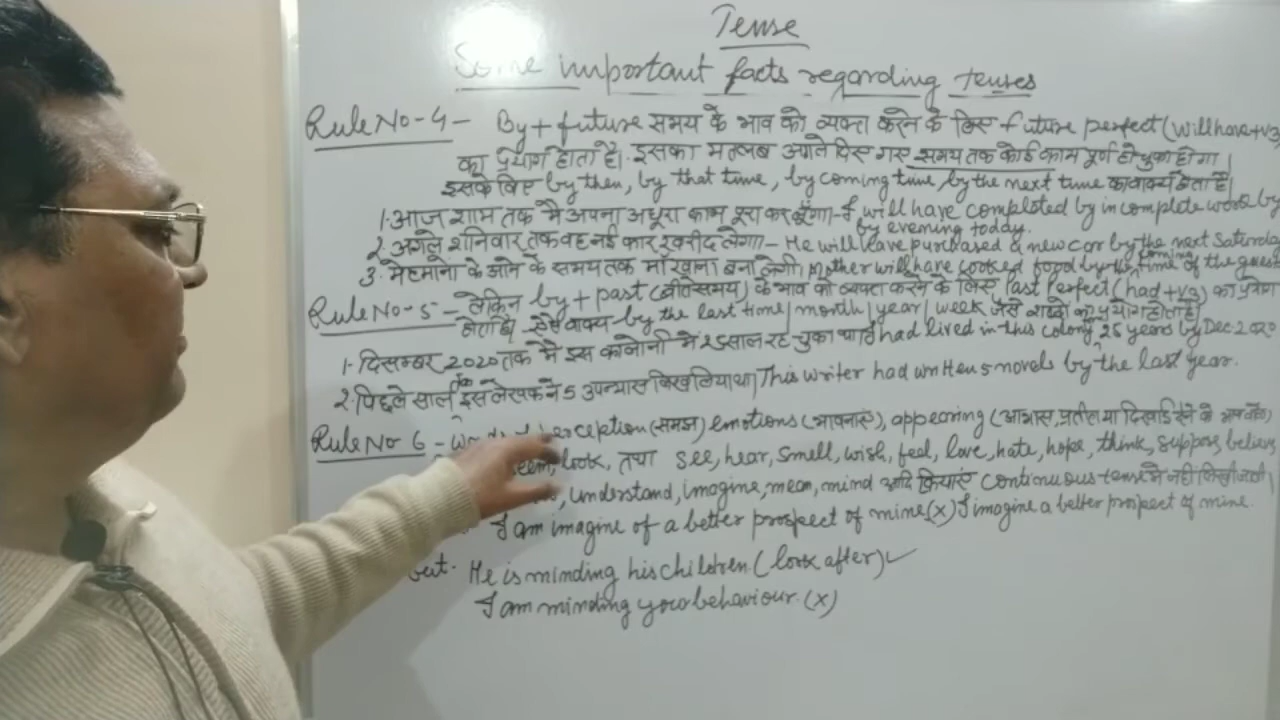 Tense
Some important facts regarding tenses
Rule No-4- By + future समय के भाव को व्यक्त करने के लिए future perfect (will have + v3)
का प्रयोग होता है। इसका मतलब आगे दिए गए समय तक कोई काम पूर्ण हो चुका होगा।
इसके लिए by then, by that time, by coming time, by the next time का वाक्य होता है।
1. आज शाम तक मैं अपना अधूरा काम पूरा कर लूँगा- I will have completed by incomplete work by
by evening today.
2. अगले शनिवार तक वह नई कार खरीद लेगा- He will have purchased a new car by the next Saturday
3. मेहमानों के आने के समय तक माँ खाना बना लेगी। Mother will have cooked food by the coming time of the guest
Rule No-5- लेकिन by + past (बीते समय) के भाव को व्यक्त करने के लिए Past Perfect (had + v3) का प्रयोग
होता है। ऐसे वाक्य by the last time/month/year/week जैसे शब्दों का प्रयोग होता है।
1. दिसम्बर 2020 तक मैं इस कालोनी में 25 साल रह चुका था। I had lived in this colony 25 years by Dec 2020
2. पिछले साल तक इस लेखक ने 5 उपन्यास लिख लिया था। This writer had written 5 novels by the last year.
Rule No-6- perception (समझ) emotions (भावनाएं), appearing (आभास, प्रतीत या दिखाई देने के
seem, look, तथा see, hear, smell, wish, feel, love, hate, hope, think, suppose, believe,
understand, imagine, mean, mind आदि क्रियाएं continuous tense में नहीं लिखी जाती।
I am imagine of a better prospect of mine (x) I imagine a better prospect of mine.
but. He is minding his children (look after) ✓
I am minding your behaviour. (x)